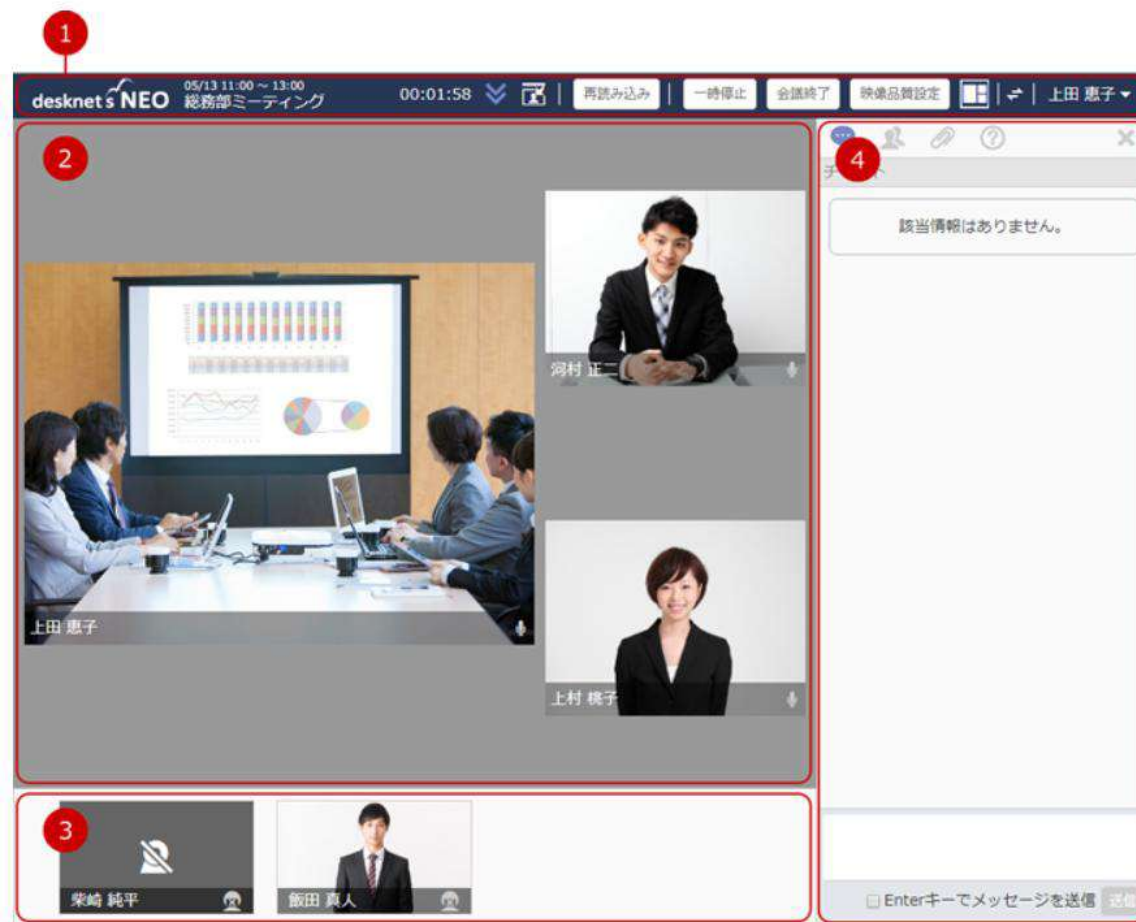 1
desknet's NEO
05/13 11:00 ~ 13:00
総務部ミーティング
00:01:58
再読み込み
一時停止
会議終了
映像品質設定
上田 恵子
2
河村 正二
上田 恵子
上村 桃子
3
柴崎 純平
飯田 真人
4
該当情報はありません。
Enterキーでメッセージを送信
送信